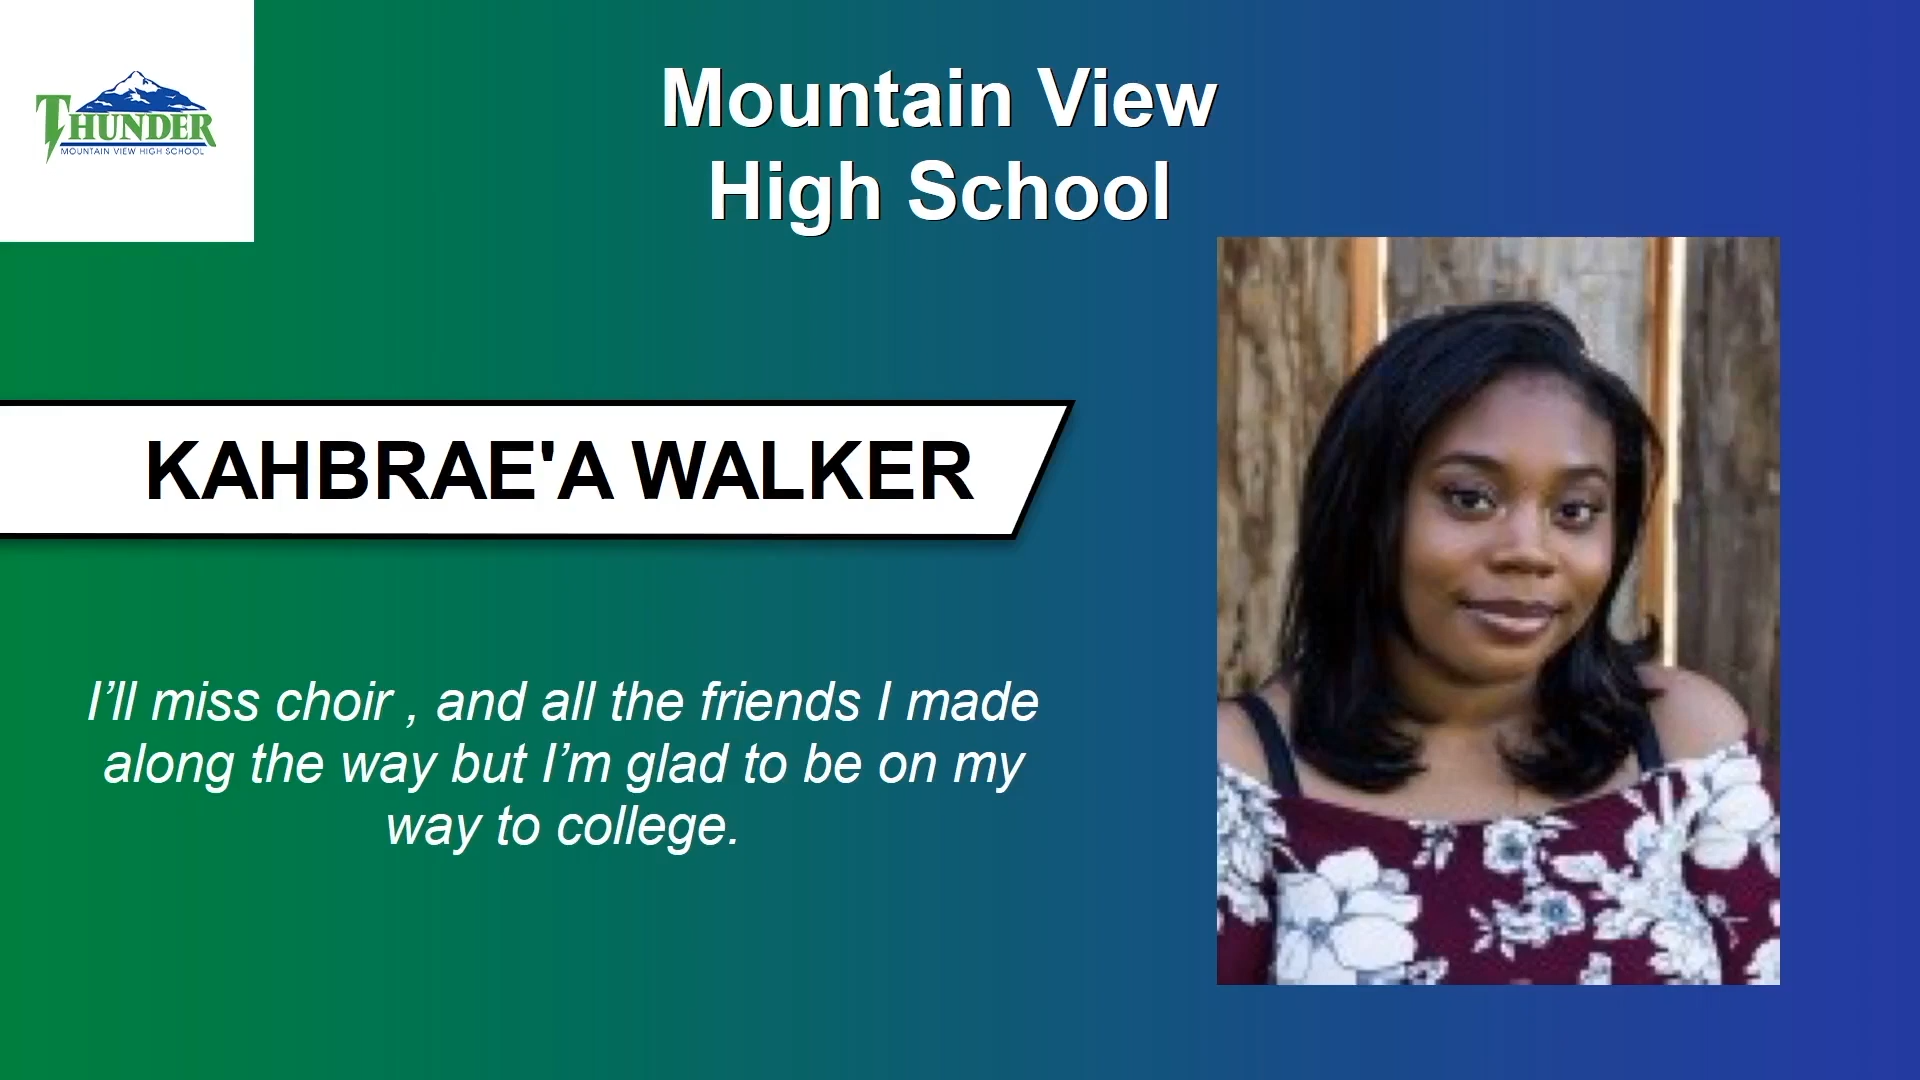 THUNDER
MOUNTAIN VIEW HIGH SCHOOL
Mountain View
High School
KAHBRAE'A WALKER
I’ll miss choir , and all the friends I made
along the way but I’m glad to be on my
way to college.